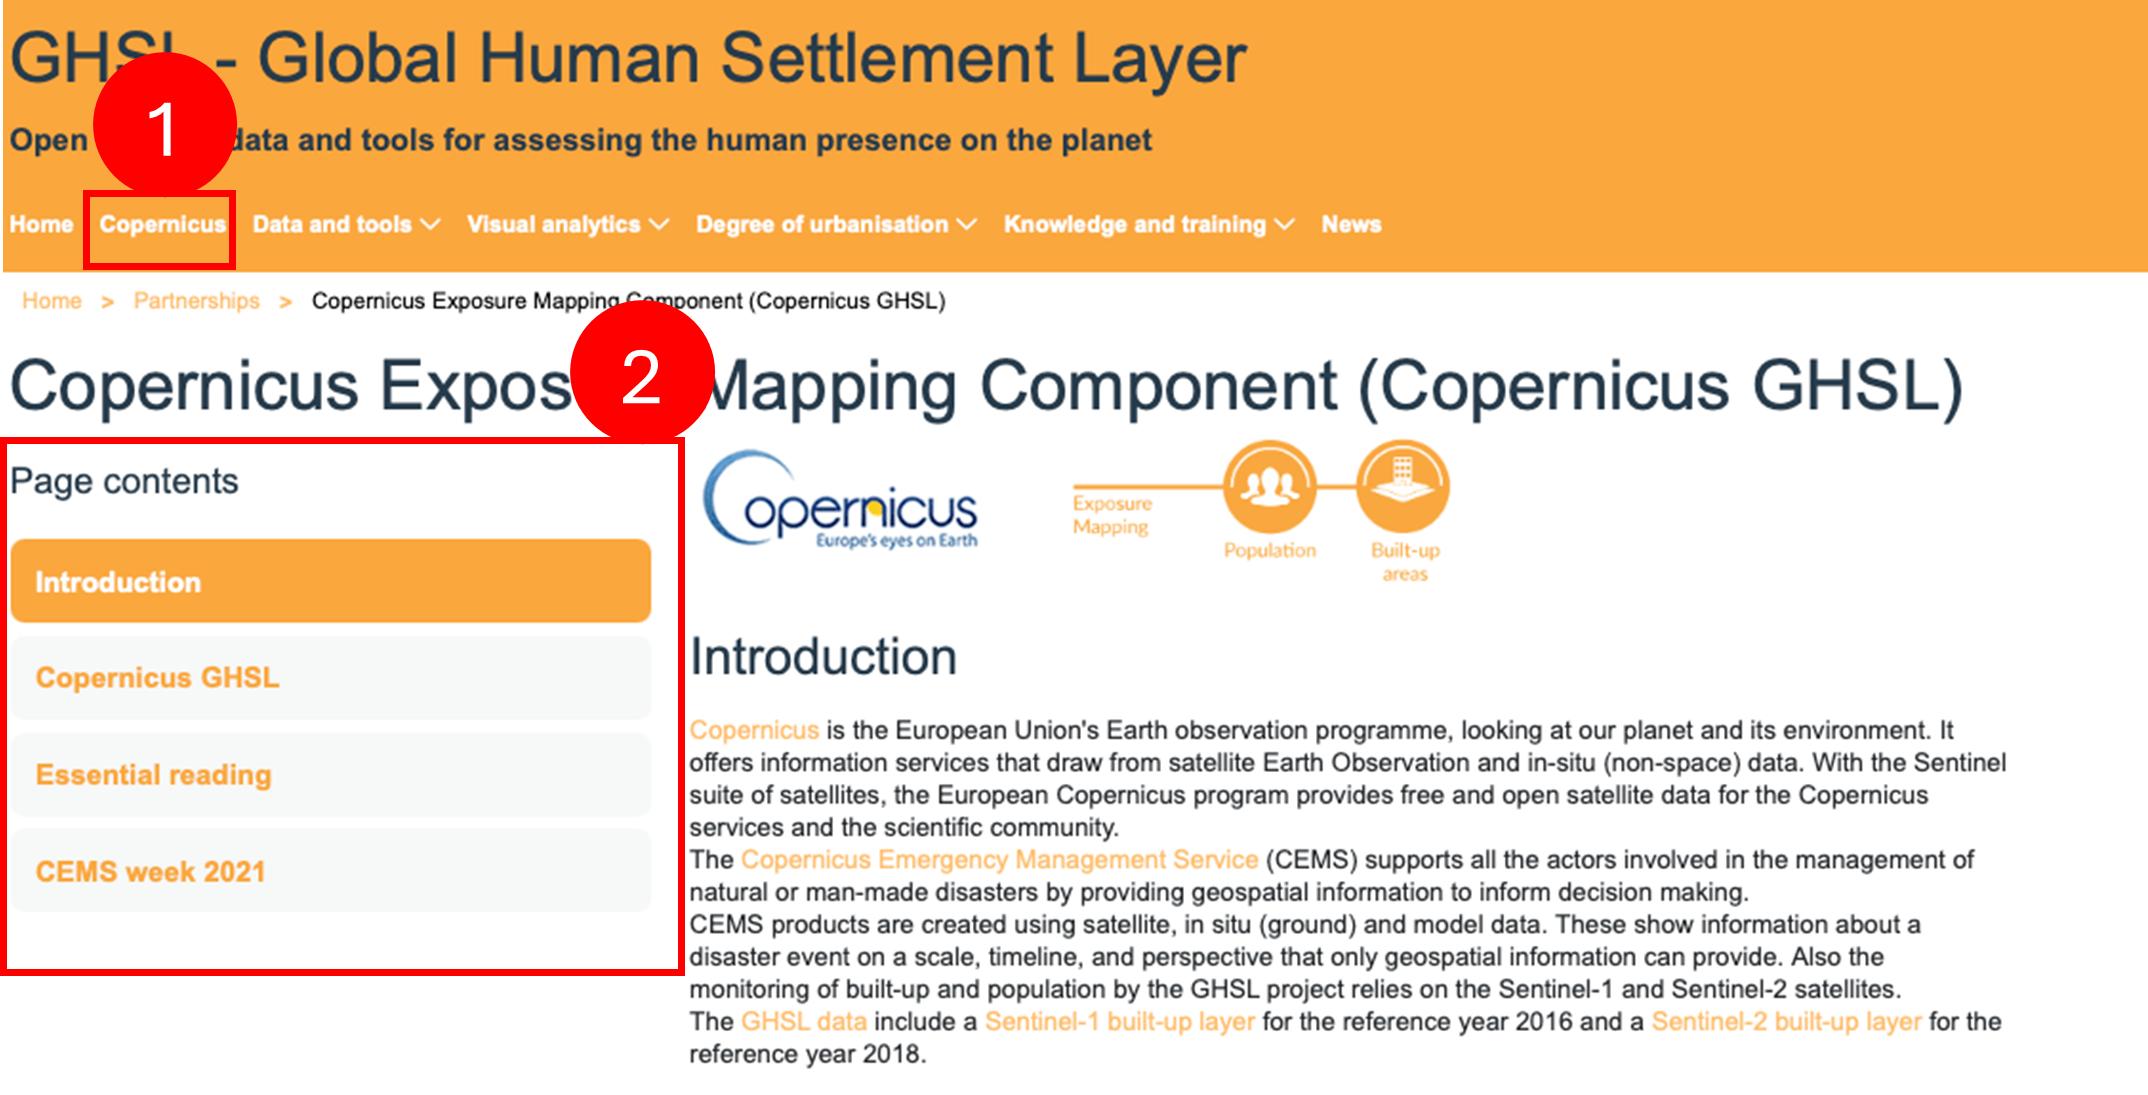 GHSL - Global Human Settlement Layer
1
Open data and tools for assessing the human presence on the planet
Home Copernicus Data and tools Visual analytics Degree of urbanisation Knowledge and training News
Home > Partnerships > Copernicus Exposure Mapping Component (Copernicus GHSL)
2
Copernicus Expos Mapping Component (Copernicus GHSL)
Page contents
Introduction
Copernicus GHSL
Essential reading
CEMS week 2021
Copernicus
Europe's eyes on Earth
Exposure
Mapping
Population
Built-up
areas
Introduction
Copernicus is the European Union's Earth observation programme, looking at our planet and its environment. It
offers information services that draw from satellite Earth Observation and in-situ (non-space) data. With the Sentinel
suite of satellites, the European Copernicus program provides free and open satellite data for the Copernicus
services and the scientific community.
The Copernicus Emergency Management Service (CEMS) supports all the actors involved in the management of
natural or man-made disasters by providing geospatial information to inform decision making.
CEMS products are created using satellite, in situ (ground) and model data. These show information about a
disaster event on a scale, timeline, and perspective that only geospatial information can provide. Also the
monitoring of built-up and population by the GHSL project relies on the Sentinel-1 and Sentinel-2 satellites.
The GHSL data include a Sentinel-1 built-up layer for the reference year 2016 and a Sentinel-2 built-up layer for the
reference year 2018.